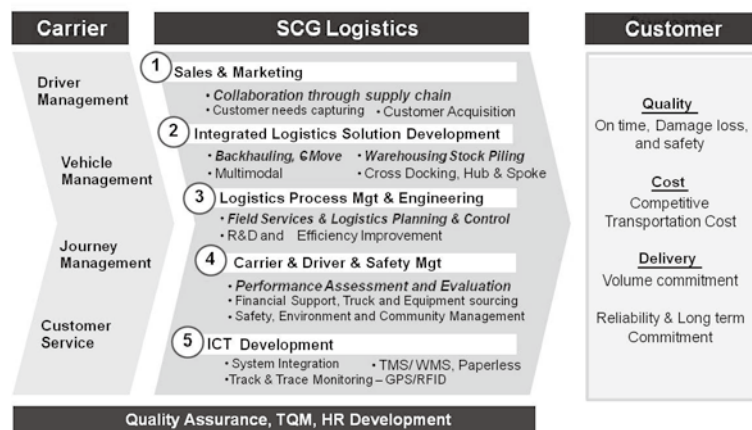 Carrier
SCG Logistics
Customer
Driver
Management
Vehicle
Management
Journey
Management
Customer
Service
1 Sales & Marketing
• Collaboration through supply chain
• Customer needs capturing • Customer Acquisition
2 Integrated Logistics Solution Development
• Backhauling, CMove • Warehousing Stock Piling
• Multimodal • Cross Docking, Hub & Spoke
3 Logistics Process Mgt & Engineering
• Field Services & Logistics Planning & Control
• R&D and Efficiency Improvement
4 Carrier & Driver & Safety Mgt
• Performance Assessment and Evaluation
• Financial Support, Truck and Equipment sourcing
• Safety, Environment and Community Management
5 ICT Development
• System Integration • TMS/ WMS, Paperless
• Track & Trace Monitoring – GPS/RFID
Quality
On time, Damage loss,
and safety
Cost
Competitive
Transportation Cost
Delivery
Volume commitment
Reliability & Long term
Commitment
Quality Assurance, TQM, HR Development